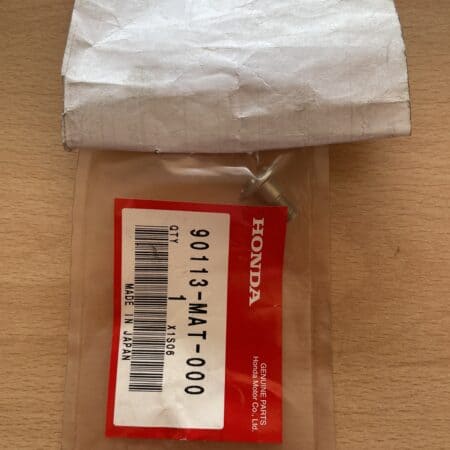 HONDA
GENUINE PARTS
Honda Motor Co., Ltd.
90113-MAT-000
QTY 1 X1S06
MADE IN JAPAN